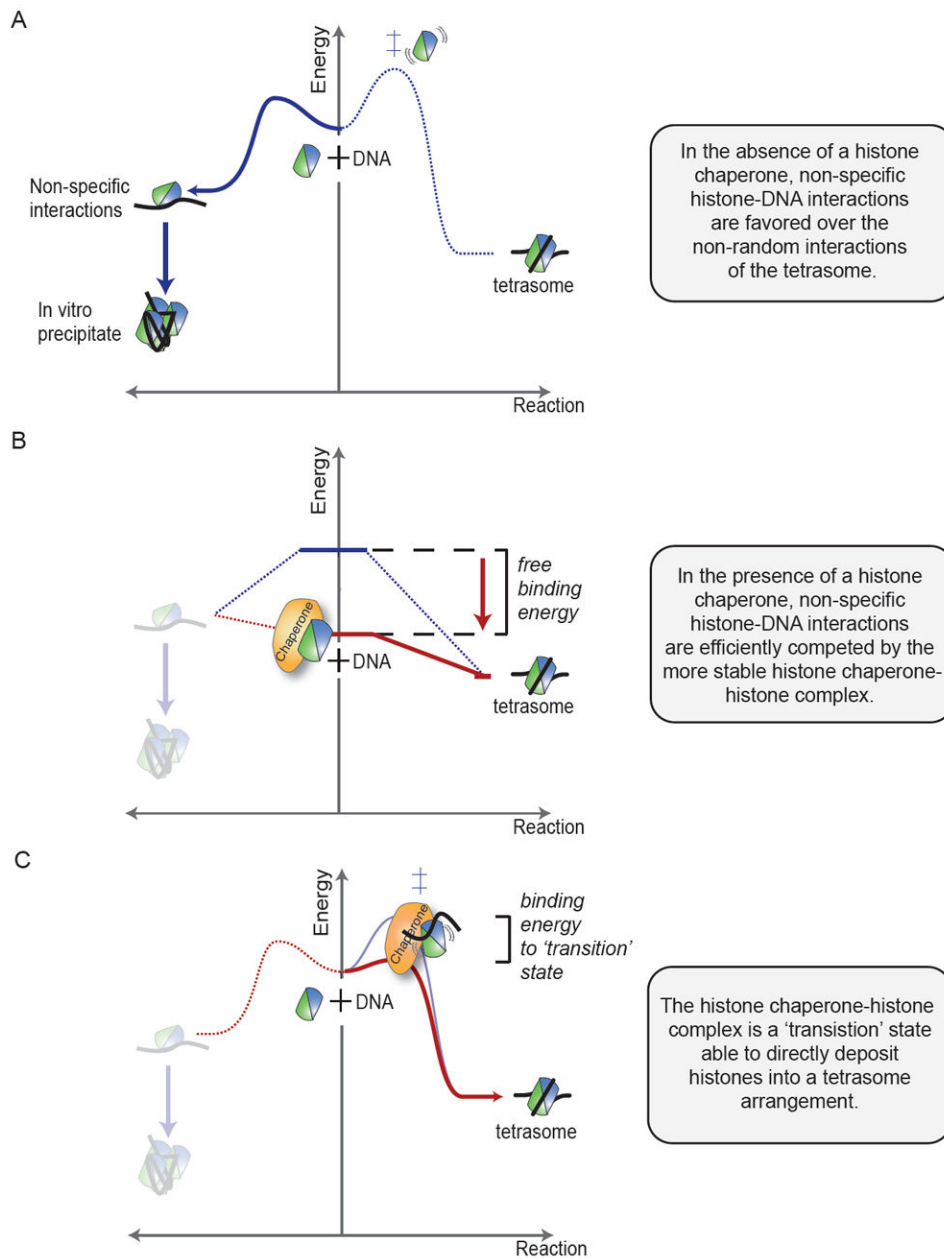 A
Energy
‡
+ DNA
Non-specific
interactions
In vitro
precipitate
tetrasome
Reaction
In the absence of a histone
chaperone, non-specific
histone-DNA interactions
are favored over the
non-random interactions
of the tetrasome.
B
Energy
free
binding
energy
Chaperone
+ DNA
tetrasome
Reaction
In the presence of a histone
chaperone, non-specific
histone-DNA interactions
are efficiently competed by the
more stable histone chaperone-
histone complex.
C
Energy
‡
Chaperone
binding
energy
to ‘transition’
state
+ DNA
tetrasome
Reaction
The histone chaperone-histone
complex is a ‘transistion’ state
able to directly deposit
histones into a tetrasome
arrangement.